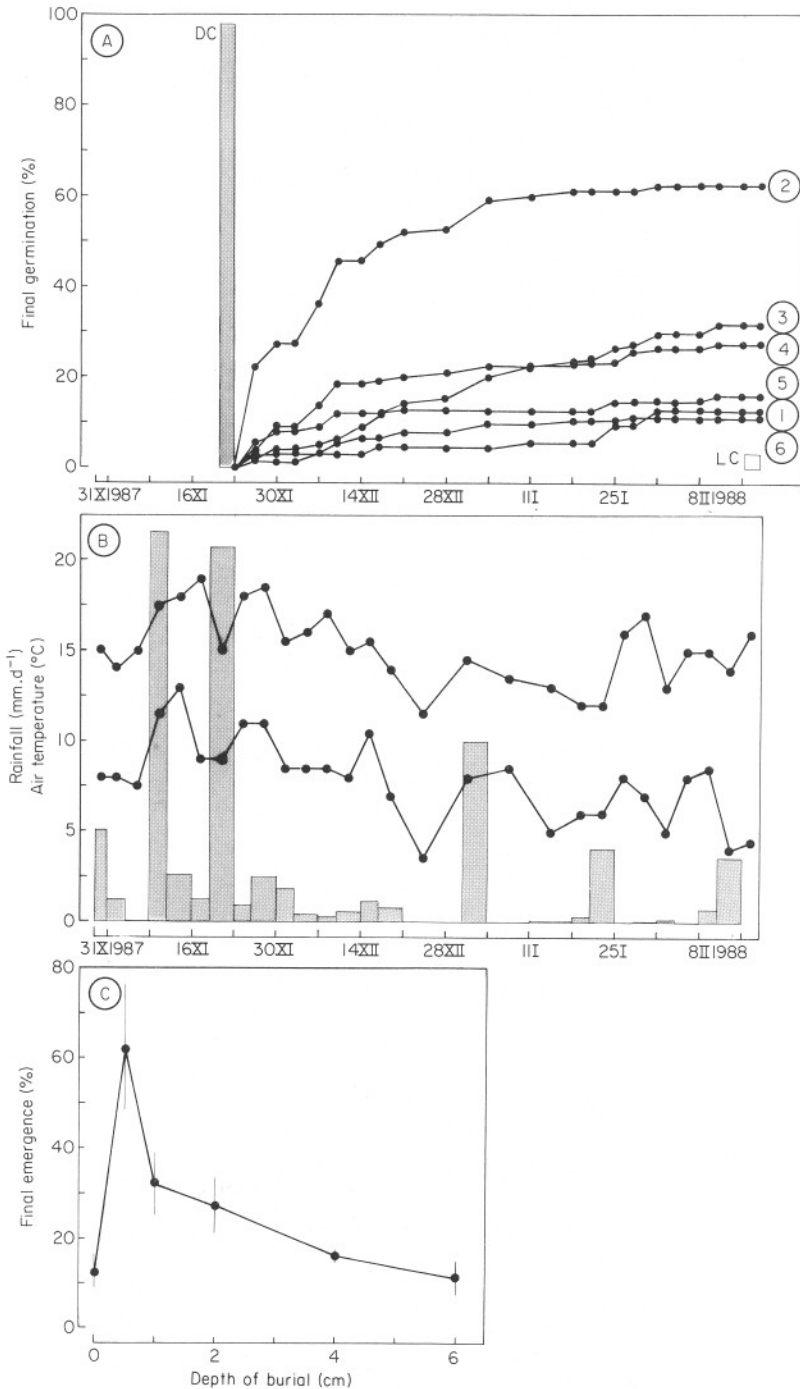 A
DC
100
80
60
40
20
0
Final germination (%)
2
3
4
5
1
6
LC
31X1987 16XI 30XI 14XII 28XII 11I 25I 8II1988
B
20
15
10
5
0
Rainfall (mm.d⁻¹)
Air temperature (°C)
31X1987 16XI 30XI 14XII 28XII 11I 25I 8II1988
C
80
60
40
20
0
Final emergence (%)
0 2 4 6
Depth of burial (cm)